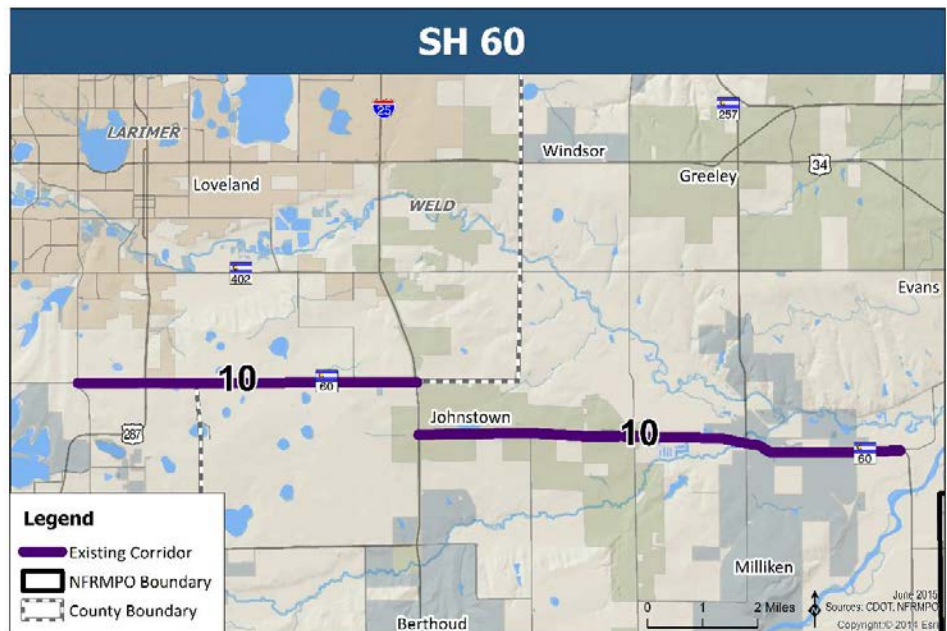 SH 60
LARIMER
25
257
Windsor
34
Loveland
Greeley
WELD
402
Evans
10
60
Johnstown
287
10
60
Legend
Existing Corridor
NFRMPO Boundary
County Boundary
Milliken
Berthoud
0 1 2 Miles
June 2015
Sources: CDOT, NFRMPO
Copyright:© 2014 Esri